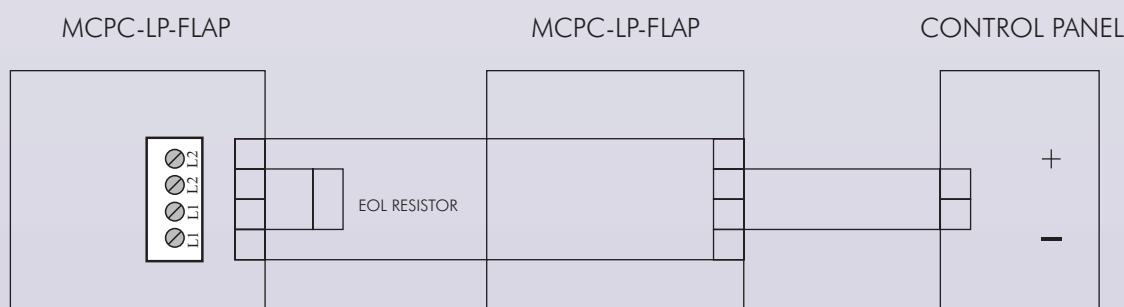 MCPC-LP-FLAP MCPC-LP-FLAP CONTROL PANEL
L2
L2
L1
L1
EOL RESISTOR
+
−